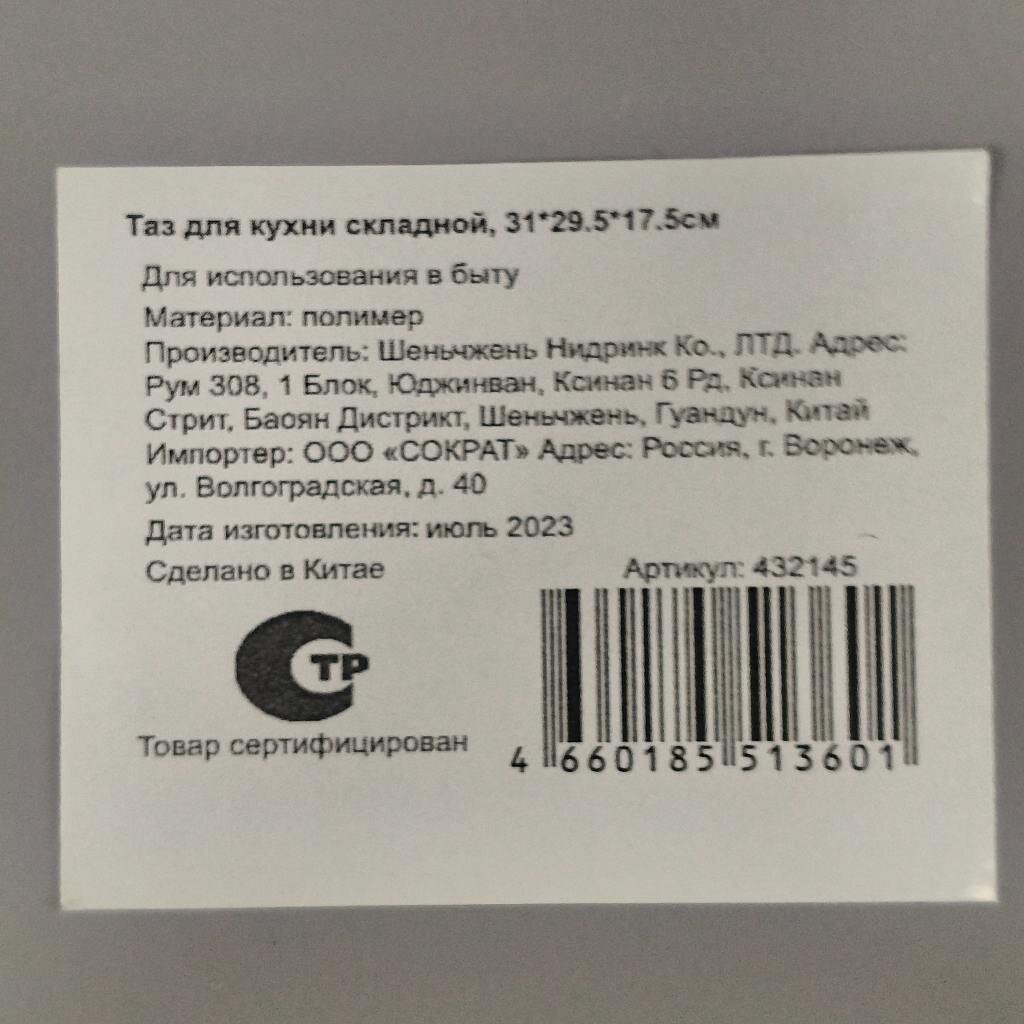 Таз для кухни складной, 31*29.5*17.5см
Для использования в быту
Материал: полимер
Производитель: Шеньчжень Нидринк Ко., ЛТД. Адрес:
Рум 308, 1 Блок, Юджинван, Ксинан 6 Рд, Ксинан
Стрит, Баоян Дистрикт, Шеньчжень, Гуандун, Китай
Импортер: ООО «СОКРАТ» Адрес: Россия, г. Воронеж,
ул. Волгоградская, д. 40
Дата изготовления: июль 2023
Сделано в Китае
Артикул: 432145
СТР
Товар сертифицирован
4 660185 513601